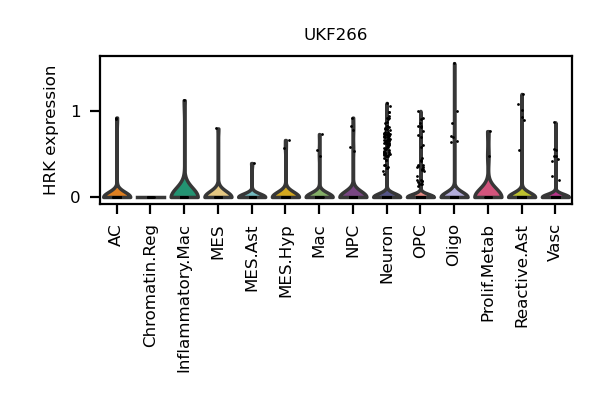 UKF266
HRK expression
1
0
AC
Chromatin.Reg
Inflammatory.Mac
MES
MES.Ast
MES.Hyp
Mac
NPC
Neuron
OPC
Oligo
Prolif.Metab
Reactive.Ast
Vasc